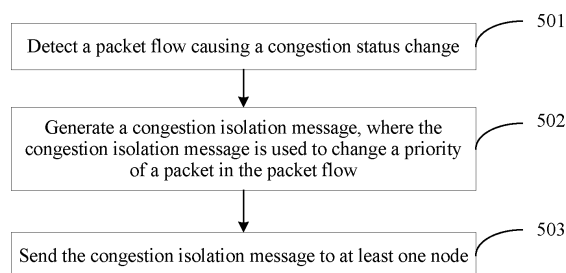 501
Detect a packet flow causing a congestion status change
502
Generate a congestion isolation message, where the
congestion isolation message is used to change a priority
of a packet in the packet flow
503
Send the congestion isolation message to at least one node